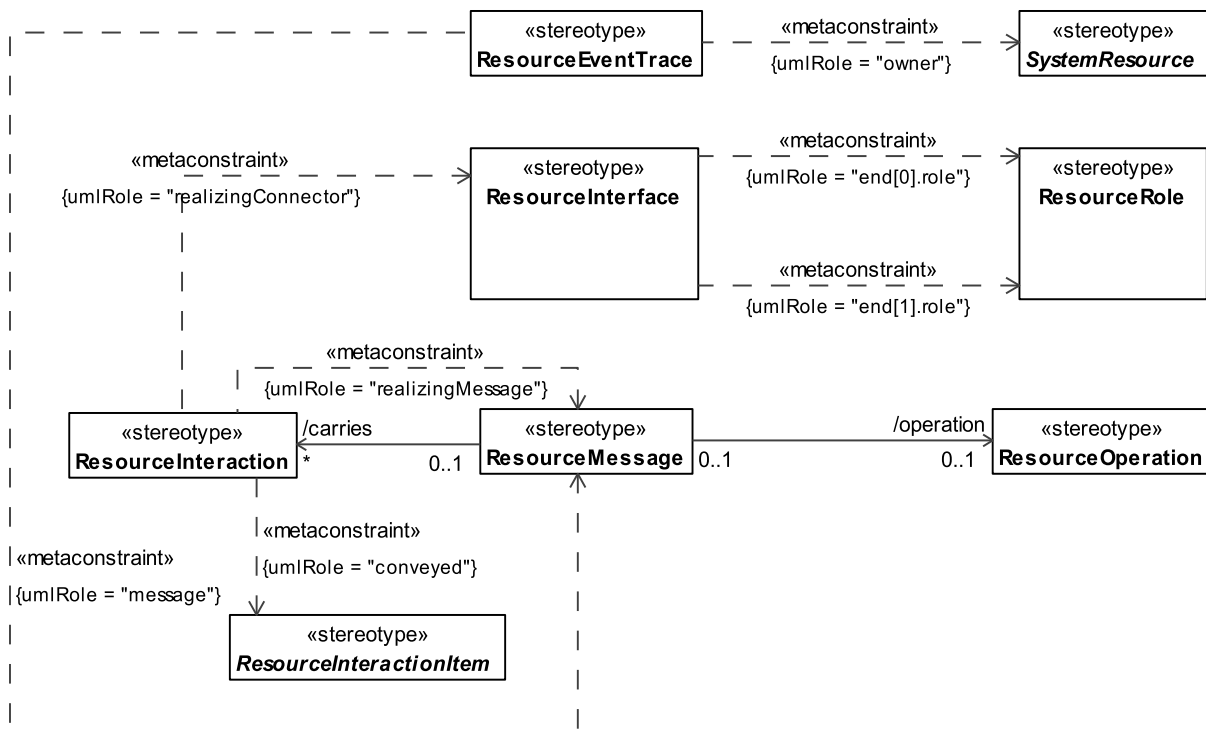 «stereotype»
ResourceEventTrace
«metaconstraint»
{umlRole = "owner"}
«stereotype»
SystemResource
«metaconstraint»
{umlRole = "realizingConnector"}
«stereotype»
ResourceInterface
«metaconstraint»
{umlRole = "end[0].role"}
«stereotype»
ResourceRole
«metaconstraint»
{umlRole = "end[1].role"}
«metaconstraint»
{umlRole = "realizingMessage"}
«stereotype»
ResourceInteraction
/carries
*
0..1
«stereotype»
ResourceMessage
0..1
/operation
0..1
«stereotype»
ResourceOperation
«metaconstraint»
{umlRole = "conveyed"}
«metaconstraint»
{umlRole = "message"}
«stereotype»
ResourceInteractionItem